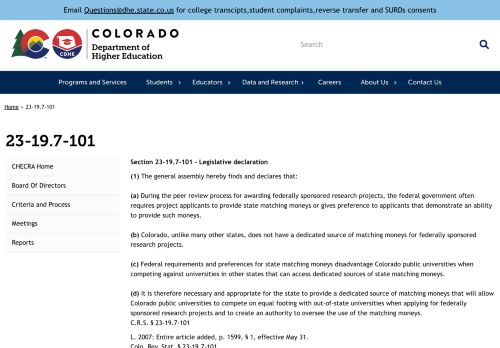 Email Questions@dhe.state.co.us for college transcipts,student complaints,reverse transfer and SURDs consents
COLORADO
Department of
Higher Education
CDHE
Search
Programs and Services
Students
Educators
Data and Research
Careers
About Us
Contact Us
Home > 23-19.7-101
23-19.7-101
CHECRA Home
Board Of Directors
Criteria and Process
Meetings
Reports
Section 23-19.7-101 - Legislative declaration
(1) The general assembly hereby finds and declares that:
(a) During the peer review process for awarding federally sponsored research projects, the federal government often
requires project applicants to provide state matching moneys or gives preference to applicants that demonstrate an ability
to provide such moneys.
(b) Colorado, unlike many other states, does not have a dedicated source of matching moneys for federally sponsored
research projects.
(c) Federal requirements and preferences for state matching moneys disadvantage Colorado public universities when
competing against universities in other states that can access dedicated sources of state matching moneys.
(d) It is therefore necessary and appropriate for the state to provide a dedicated source of matching moneys that will allow
Colorado public universities to compete on equal footing with out-of-state universities when applying for federally
sponsored research projects and to create an authority to oversee the use of the matching moneys.
C.R.S. § 23-19.7-101
L. 2007: Entire article added, p. 1599, § 1, effective May 31.
Colo. Rev. Stat. § 23-19.7-101